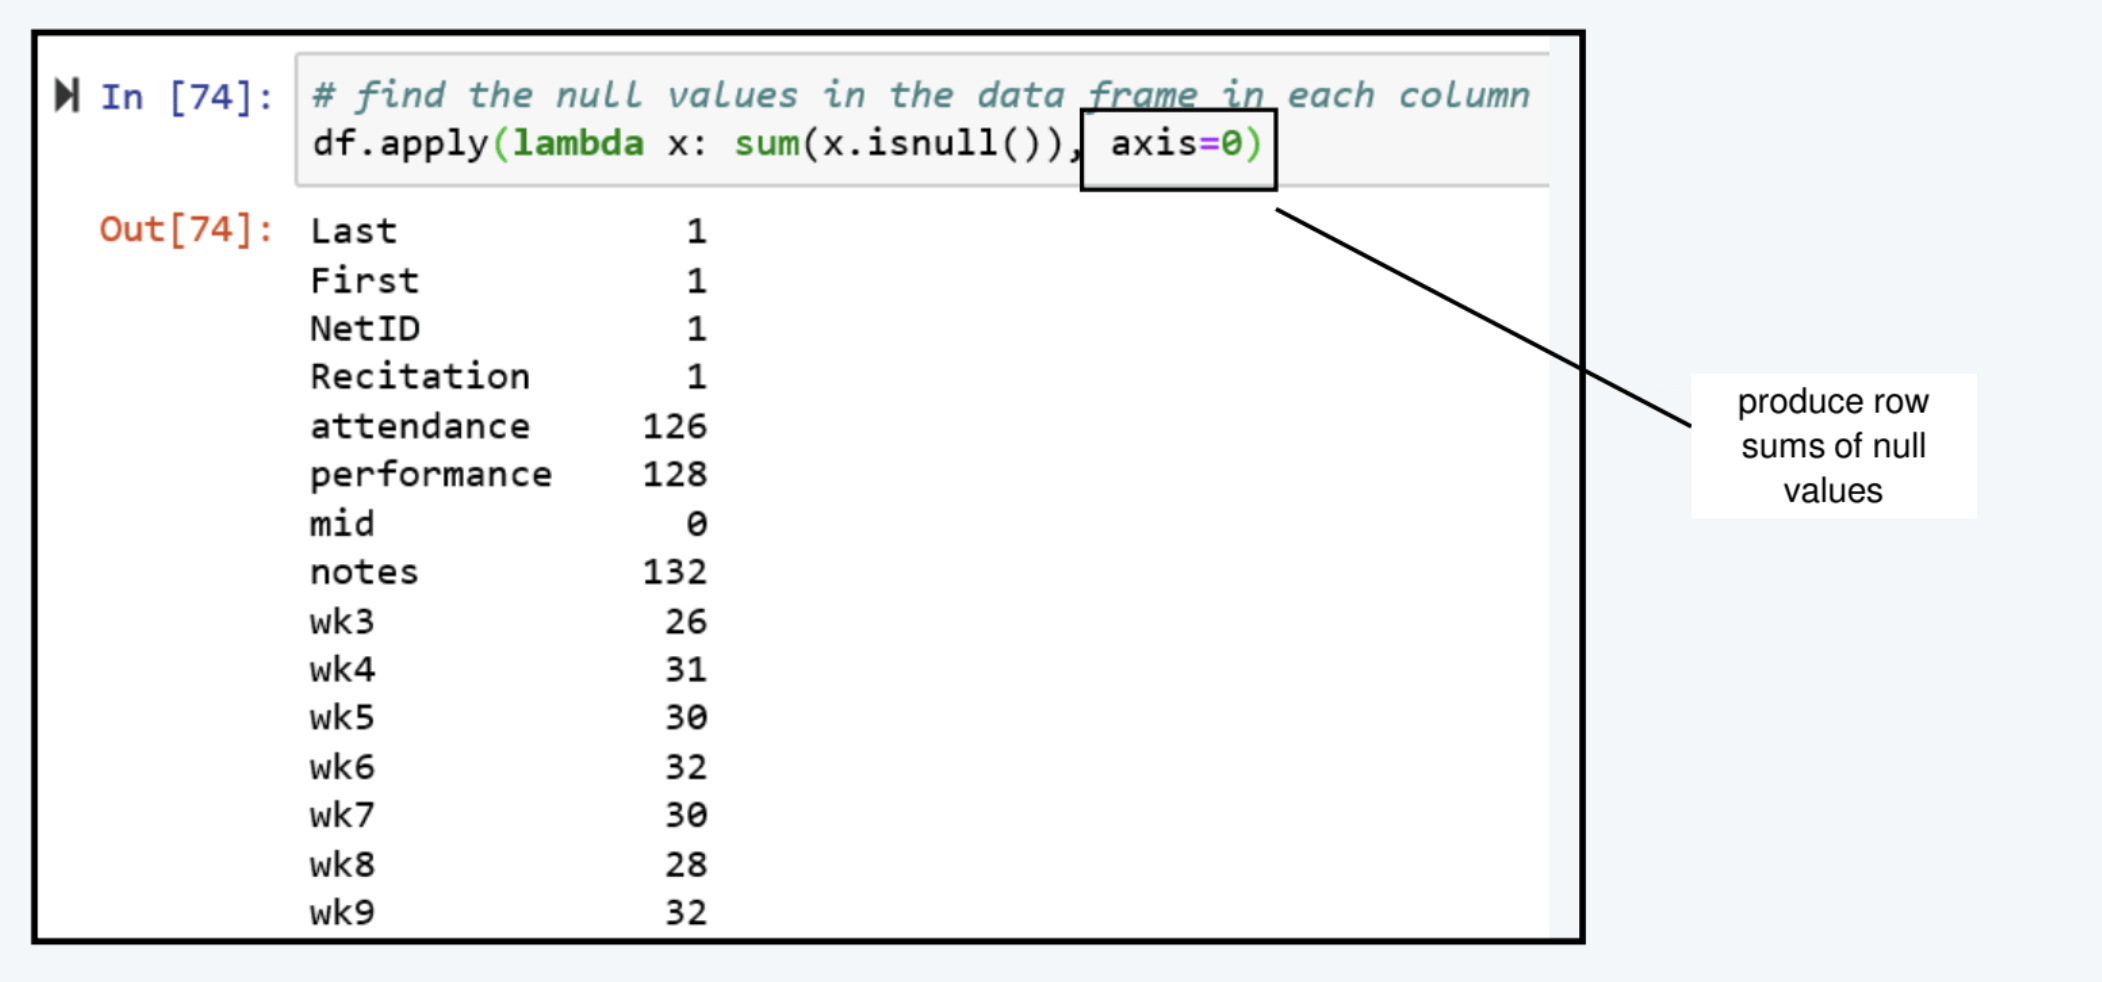 In [74]: # find the null values in the data frame in each column
df.apply(lambda x: sum(x.isnull()), axis=0)
Out[74]: Last 1
First 1
NetID 1
Recitation 1
attendance 126
performance 128
mid 0
notes 132
wk3 26
wk4 31
wk5 30
wk6 32
wk7 30
wk8 28
wk9 32
produce row
sums of null
values